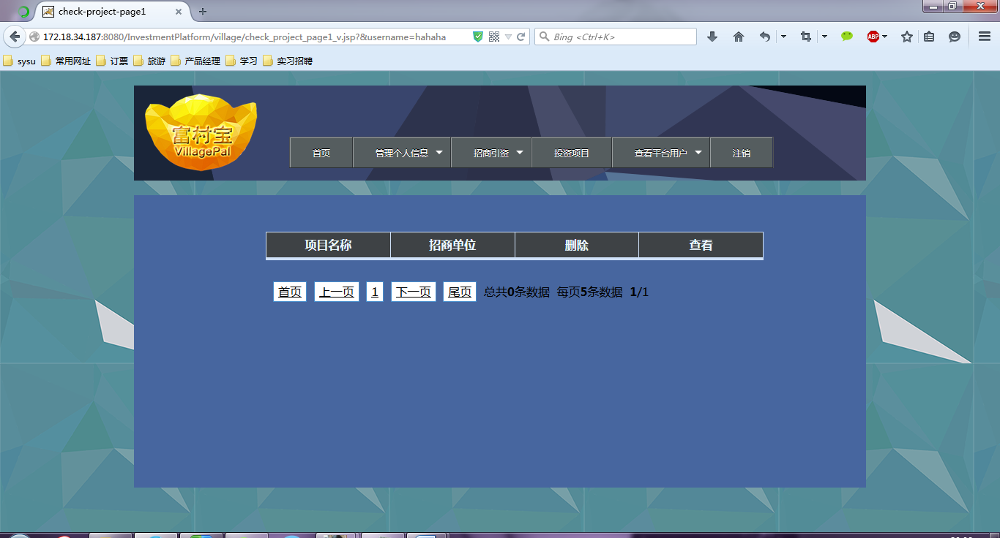 check-project-page1
172.18.34.187:8080/InvestmentPlatform/village/check_project_page1_v.jsp?&username=hahaha
Bing <Ctrl+K>
ABP
sysu 常用网址 订票 旅游 产品经理 学习 实习招聘
富村宝
VillagePal
首页 管理个人信息 招商引资 投资项目 查看平台用户 注销
项目名称 招商单位 删除 查看
首页 上一页 1 下一页 尾页 总共0条数据 每页5条数据 1/1